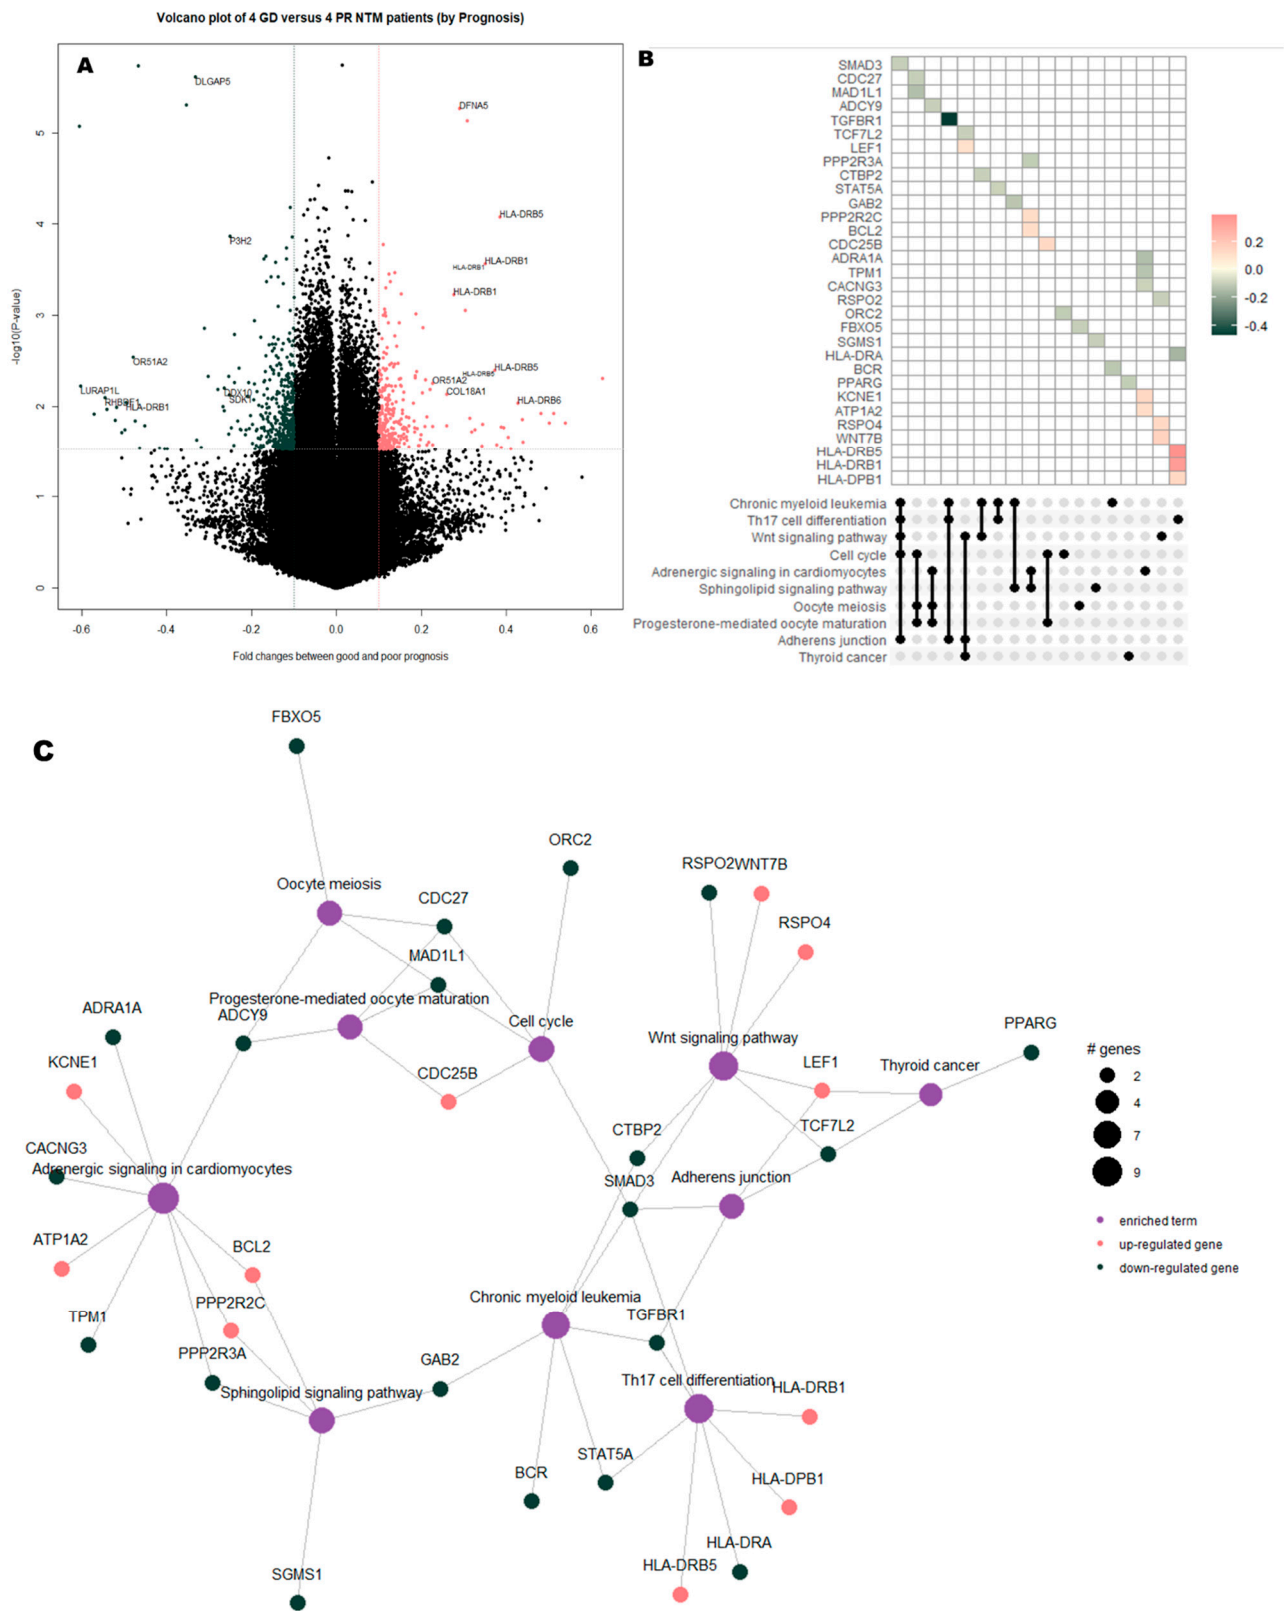 Volcano plot of 4 GD versus 4 PR NTM patients (by Prognosis)
A
DLGAP5
DFNA5
HLA-DRB5
P3H2
HLA-DRB1
HLA-DRB1
HLA-DRB1
OR51A2
HLA-DRB5
HLA-DRB5
OR51A2
LURAP1L
DDX10
COL18A1
SDK1
HLA-DRB1
HLA-DRB6
-log10(P-value)
5
4
3
2
1
0
-0.6
-0.4
-0.2
0.0
0.2
0.4
0.6
Fold changes between good and poor prognosis
B
SMAD3
CDC27
MAD1L1
ADCY9
TGFBR1
TCF7L2
LEF1
PPP2R3A
CTBP2
STAT5A
GAB2
PPP2R2C
BCL2
CDC25B
ADRA1A
TPM1
CACNG3
RSPO2
ORC2
FBXO5
SGMS1
HLA-DRA
BCR
PPARG
KCNE1
ATP1A2
RSPO4
WNT7B
HLA-DRB5
HLA-DRB1
HLA-DPB1
0.2
0.0
-0.2
-0.4
Chronic myeloid leukemia
Th17 cell differentiation
Wnt signaling pathway
Cell cycle
Adrenergic signaling in cardiomyocytes
Sphingolipid signaling pathway
Oocyte meiosis
Progesterone-mediated oocyte maturation
Adherens junction
Thyroid cancer
C
FBXO5
ORC2
RSPO2
WNT7B
Oocyte meiosis
CDC27
RSPO4
MAD1L1
Progesterone-mediated oocyte maturation
ADRA1A
ADCY9
Cell cycle
PPARG
Wnt signaling pathway
Thyroid cancer
KCNE1
CDC25B
LEF1
CTBP2
TCF7L2
CACNG3
Adrenergic signaling in cardiomyocytes
SMAD3
Adherens junction
ATP1A2
BCL2
PPP2R2C
Chronic myeloid leukemia
TPM1
TGFBR1
PPP2R3A
GAB2
Sphingolipid signaling pathway
Th17 cell differentiation
HLA-DRB1
STAT5A
BCR
HLA-DPB1
HLA-DRA
HLA-DRB5
SGMS1
# genes
2
4
7
9
enriched term
up-regulated gene
down-regulated gene